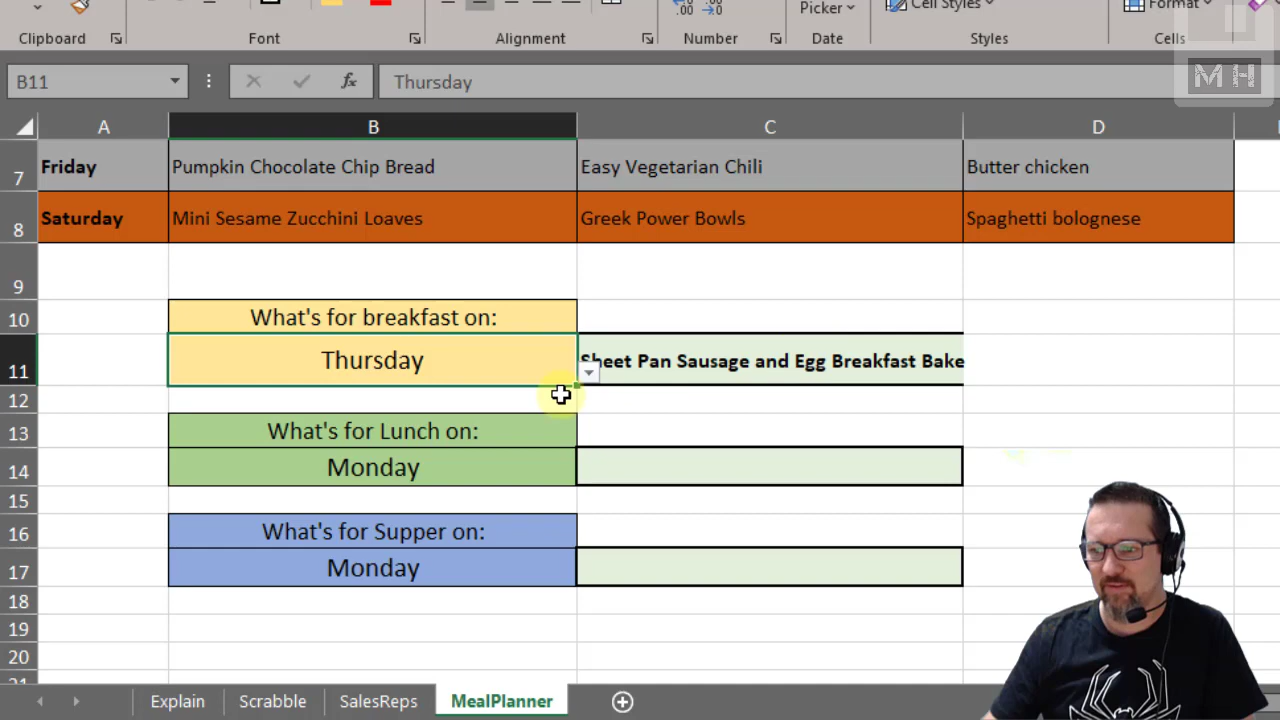 Picker
Cell Styles
Format
Clipboard
Font
Alignment
Number
Date
Styles
Cells
MH
B11
fx
Thursday
A
B
C
D
7
Friday
Pumpkin Chocolate Chip Bread
Easy Vegetarian Chili
Butter chicken
8
Saturday
Mini Sesame Zucchini Loaves
Greek Power Bowls
Spaghetti bolognese
9
10
What's for breakfast on:
11
Thursday
Sheet Pan Sausage and Egg Breakfast Bake
12
13
What's for Lunch on:
14
Monday
15
16
What's for Supper on:
17
Monday
18
19
20
Explain
Scrabble
SalesReps
MealPlanner